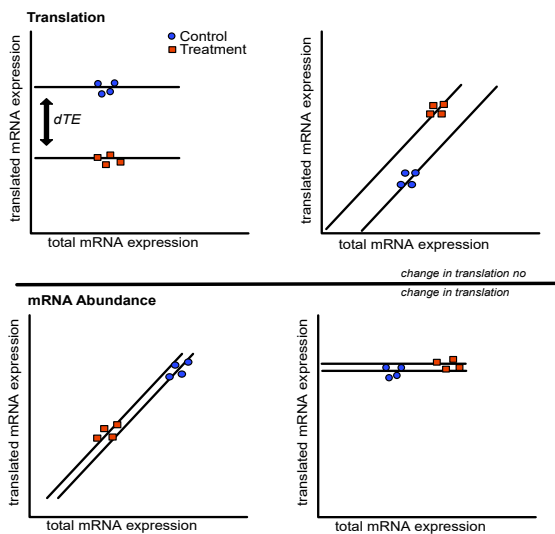 Translation
Control
Treatment
translated mRNA expression
dTE
total mRNA expression
translated mRNA expression
total mRNA expression
change in translation no
change in translation
mRNA Abundance
translated mRNA expression
total mRNA expression
translated mRNA expression
total mRNA expression